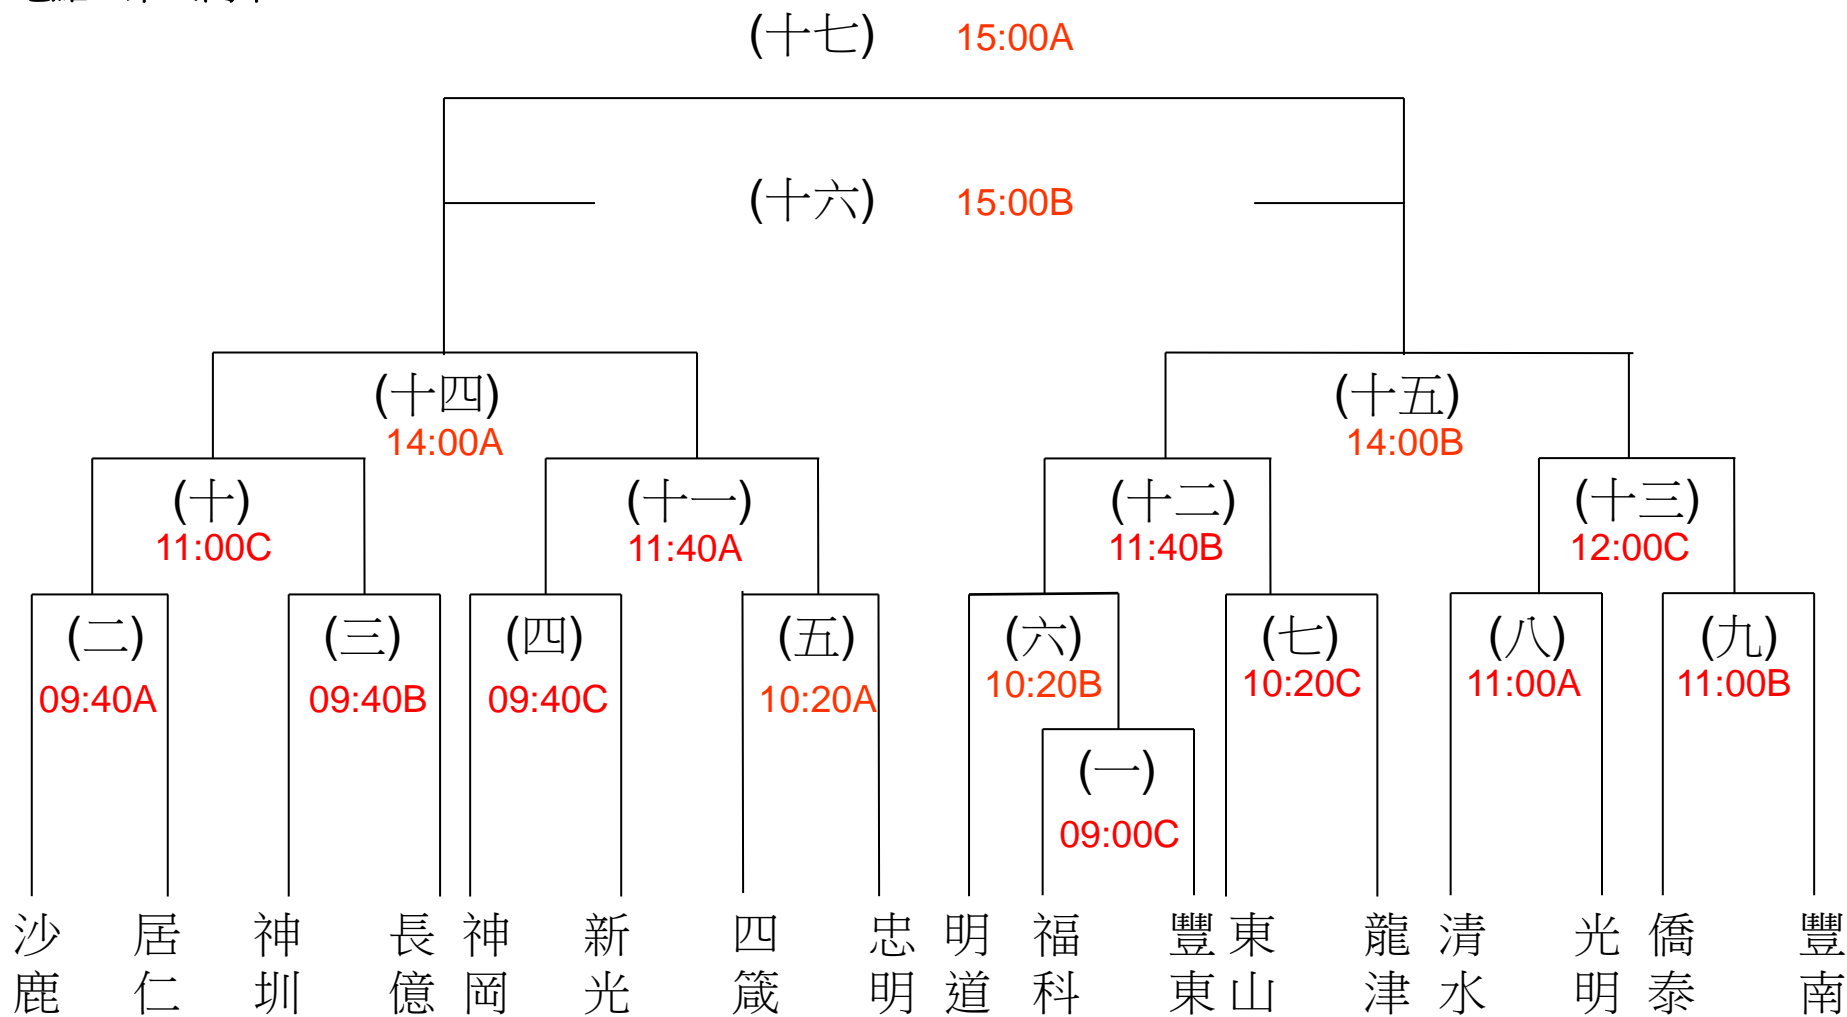 (十七) 15:00A
(十六) 15:00B
(十四) (十五)
14:00A 14:00B
(十) (十一) (十二) (十三)
11:00C 11:40A 11:40B 12:00C
(二) (三) (四) (五) (六) (七) (八) (九)
09:40A 09:40B 09:40C 10:20A 10:20B 10:20C 11:00A 11:00B
(一)
09:00C
沙鹿 居仁 神圳 長億 神岡 新光 四箴 忠明 明道 福科 豐東 東山 龍津 清水 光明 僑泰 豐南